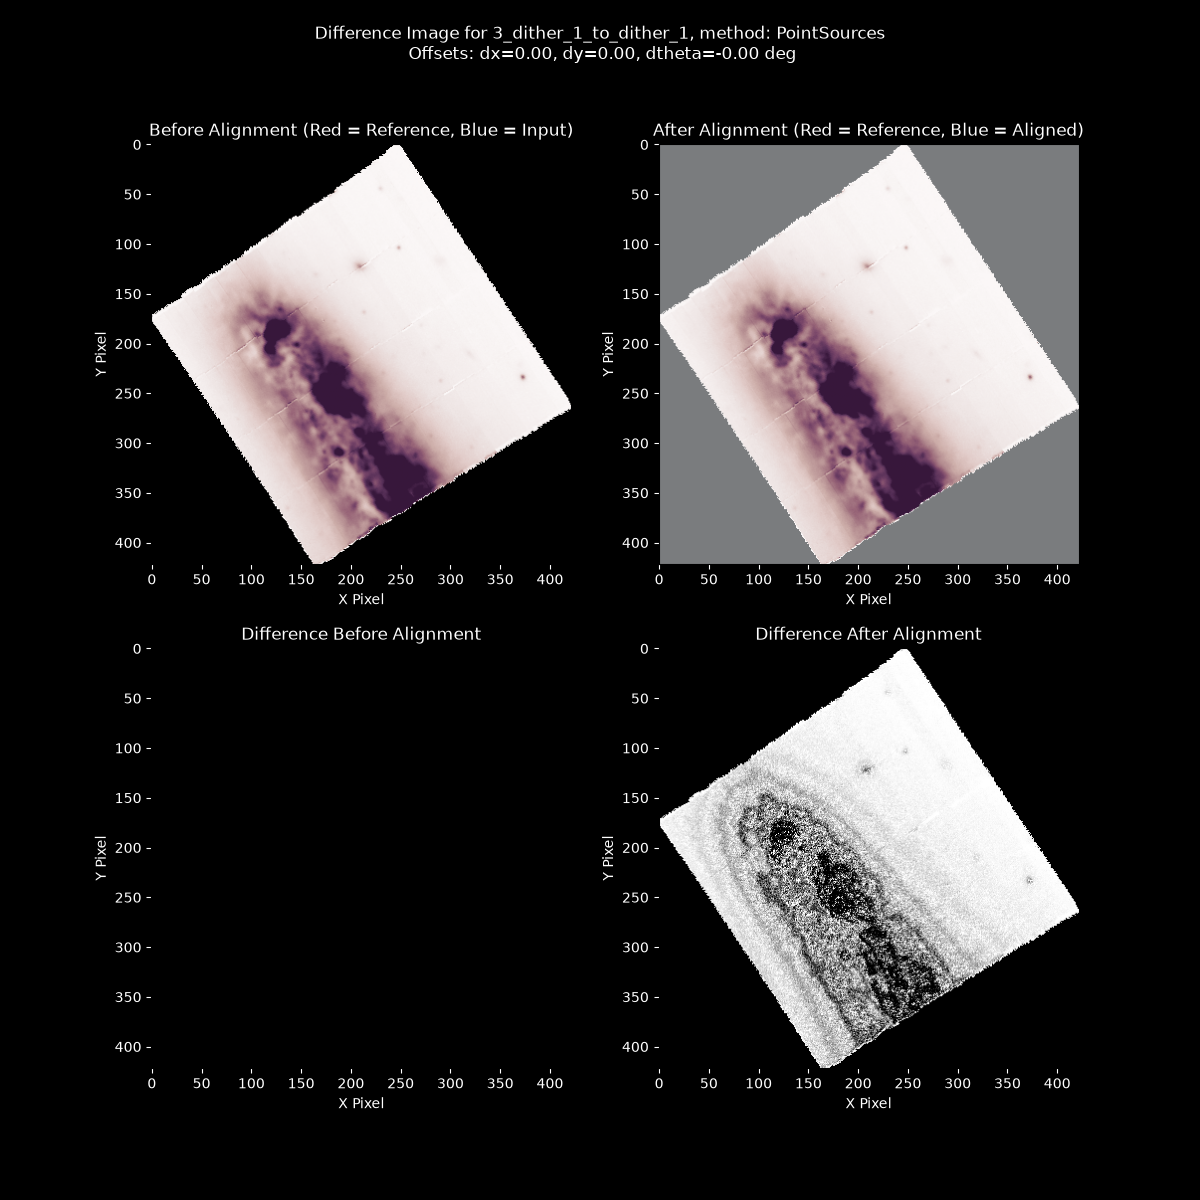 Difference Image for 3_dither_1_to_dither_1, method: PointSources
Offsets: dx=0.00, dy=0.00, dtheta=-0.00 deg
Before Alignment (Red = Reference, Blue = Input)
0
50
100
150
200
250
300
350
400
Y Pixel
0 50 100 150 200 250 300 350 400
X Pixel
After Alignment (Red = Reference, Blue = Aligned)
0
50
100
150
200
250
300
350
400
Y Pixel
0 50 100 150 200 250 300 350 400
X Pixel
Difference Before Alignment
0
50
100
150
200
250
300
350
400
Y Pixel
0 50 100 150 200 250 300 350 400
X Pixel
Difference After Alignment
0
50
100
150
200
250
300
350
400
Y Pixel
0 50 100 150 200 250 300 350 400
X Pixel